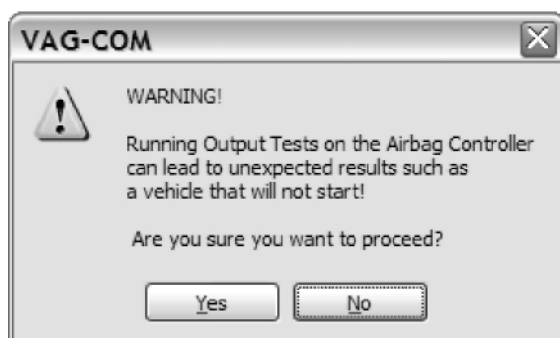 VAG-COM
WARNING!
Running Output Tests on the Airbag Controller
can lead to unexpected results such as
a vehicle that will not start!
Are you sure you want to proceed?
Yes
No